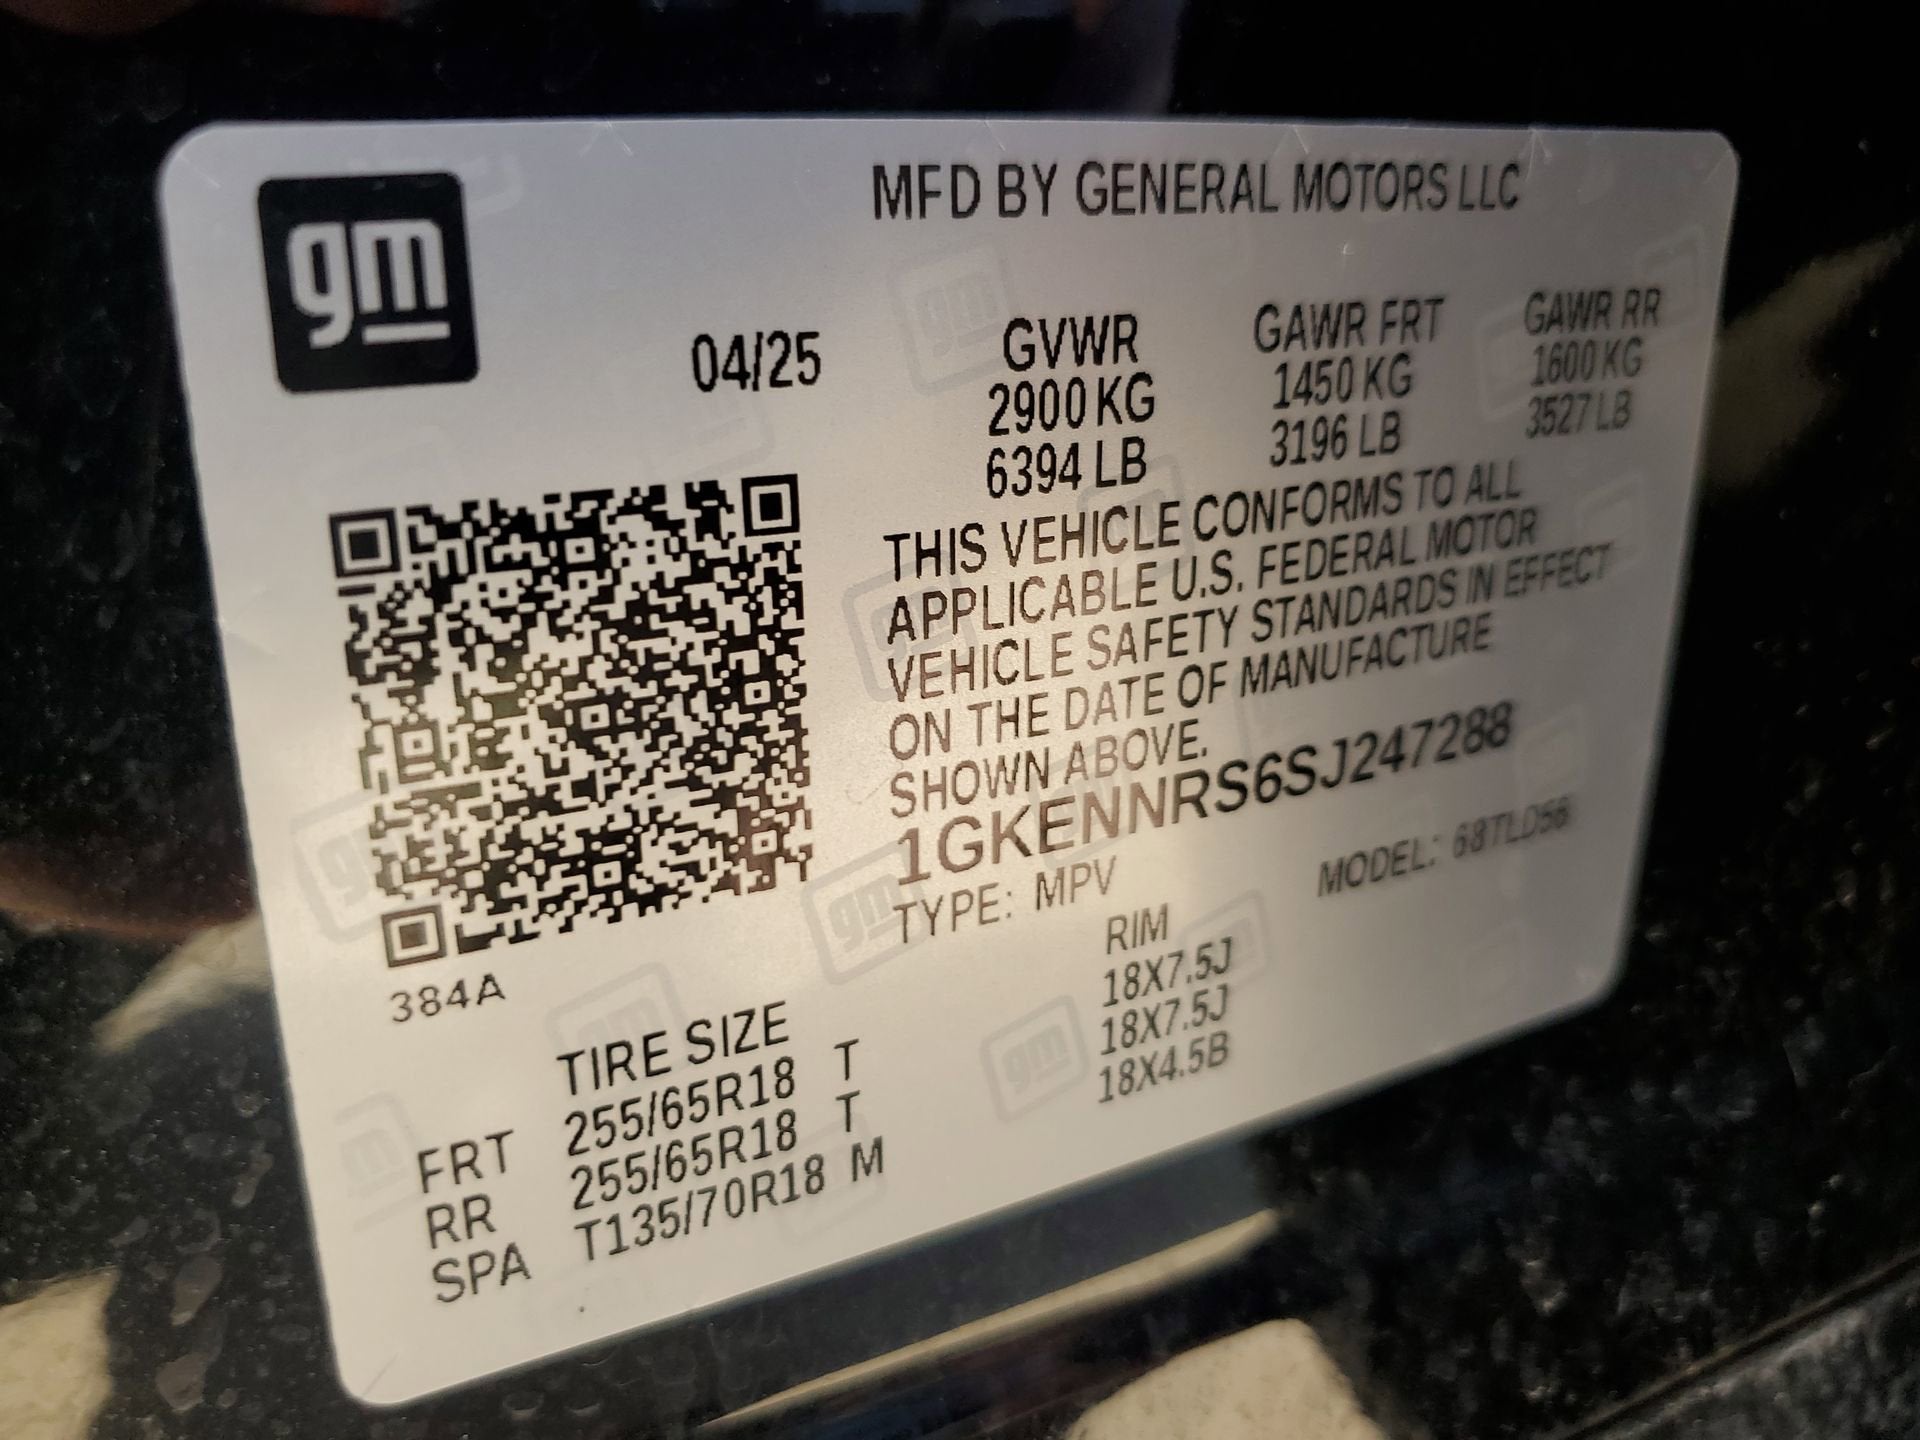 gm
MFD BY GENERAL MOTORS LLC
04/25
GVWR GAWR FRT GAWR RR
2900 KG 1450 KG 1600 KG
6394 LB 3196 LB 3527 LB
THIS VEHICLE CONFORMS TO ALL
APPLICABLE U.S. FEDERAL MOTOR
VEHICLE SAFETY STANDARDS IN EFFECT
ON THE DATE OF MANUFACTURE
SHOWN ABOVE.
1GKENNRS6SJ247288
TYPE: MPV MODEL: 68TLD56
384A
TIRE SIZE RIM
FRT 255/65R18 T 18X7.5J
RR 255/65R18 T 18X7.5J
SPA T135/70R18 M 18X4.5B